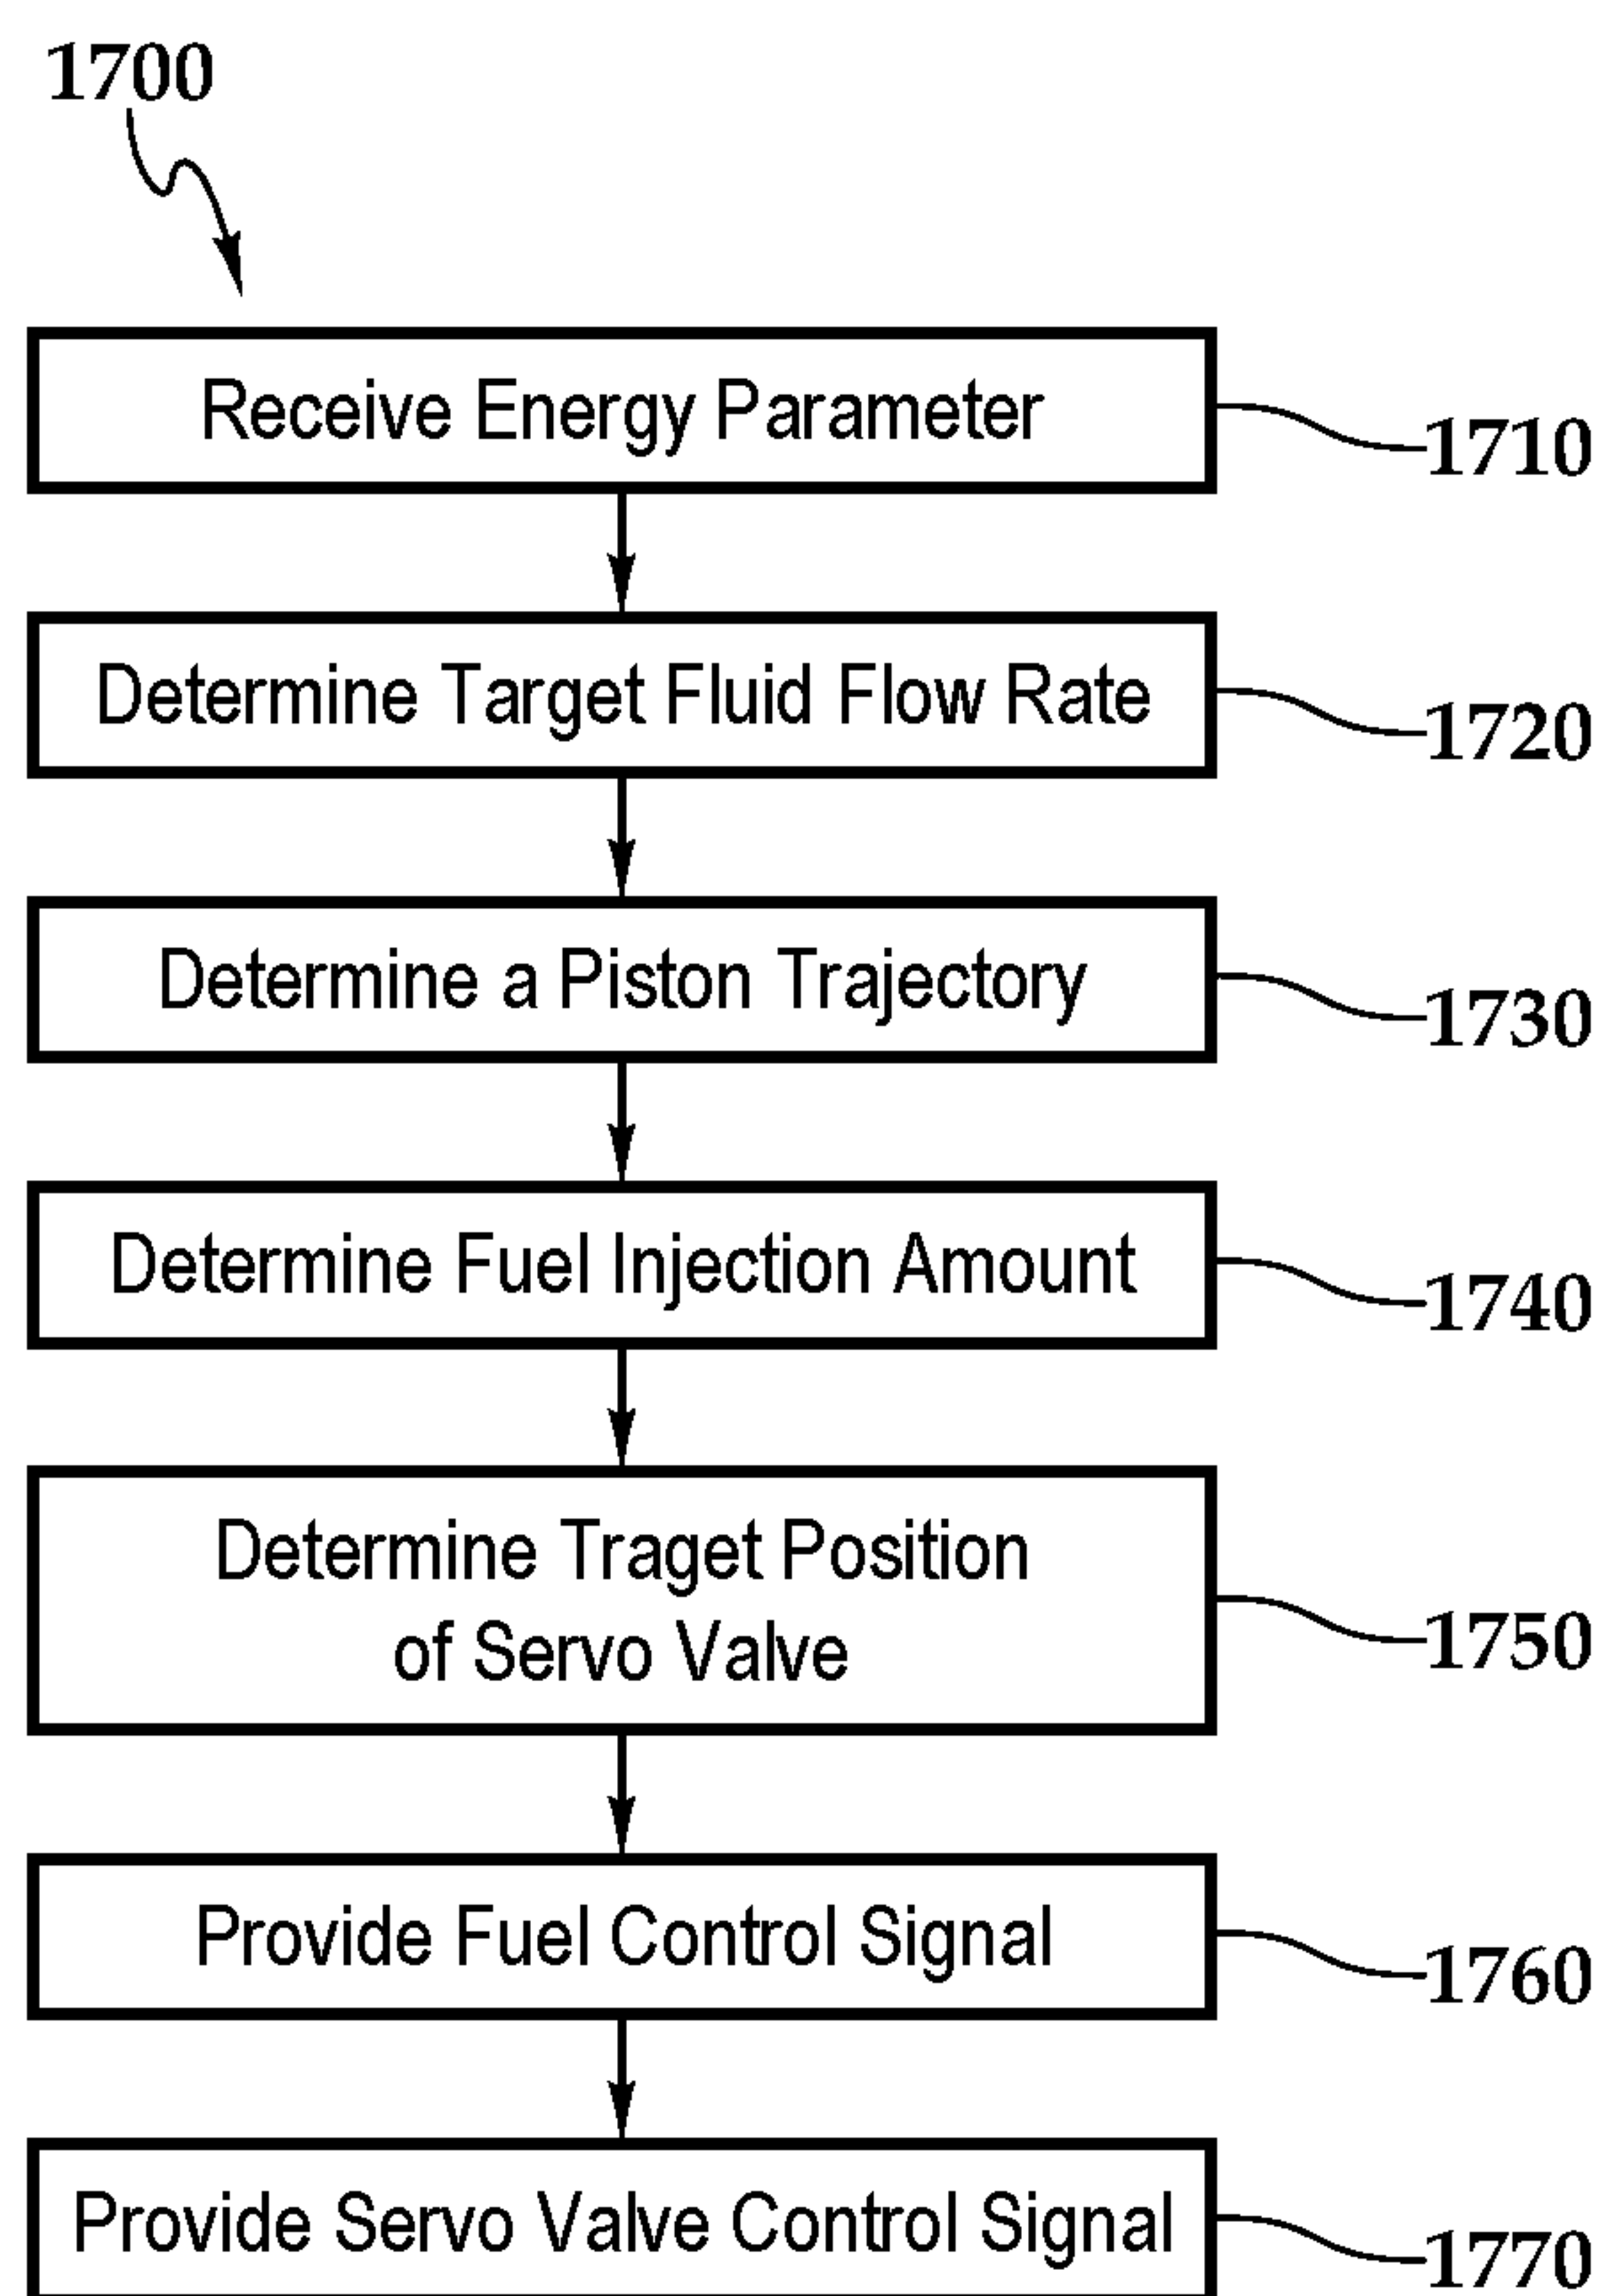 1700
Receive Energy Parameter
1710
Determine Target Fluid Flow Rate
1720
Determine a Piston Trajectory
1730
Determine Fuel Injection Amount
1740
Determine Traget Position
of Servo Valve
1750
Provide Fuel Control Signal
1760
Provide Servo Valve Control Signal
1770